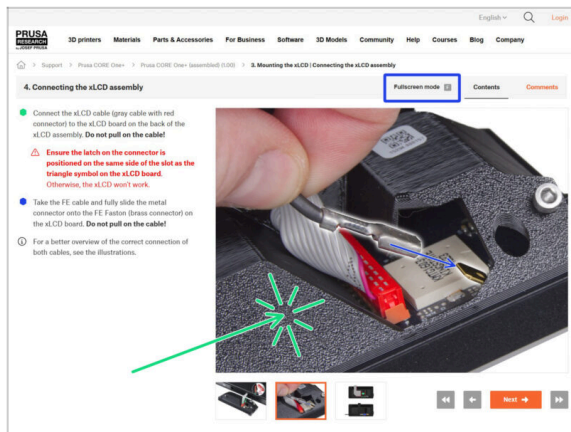 English
Login
PRUSA
RESEARCH
by JOSEF PRUSA
3D printers
Materials
Parts & Accessories
For Business
Software
3D Models
Community
Help
Courses
Blog
Company
> Support > Prusa CORE One+ > Prusa CORE One+ (assembled) (1.00) > 3. Mounting the xLCD | Connecting the xLCD assembly
4. Connecting the xLCD assembly
Fullscreen mode F
Contents
Comments
Connect the xLCD cable (gray cable with red
connector) to the xLCD board on the back of the
xLCD assembly. Do not pull on the cable!
Ensure the latch on the connector is
positioned on the same side of the slot as the
triangle symbol on the xLCD board.
Otherwise, the xLCD won't work.
Take the FE cable and fully slide the metal
connector onto the FE Faston (brass connector) on
the xLCD board. Do not pull on the cable!
For a better overview of the correct connection of
both cables, see the illustrations.
Next